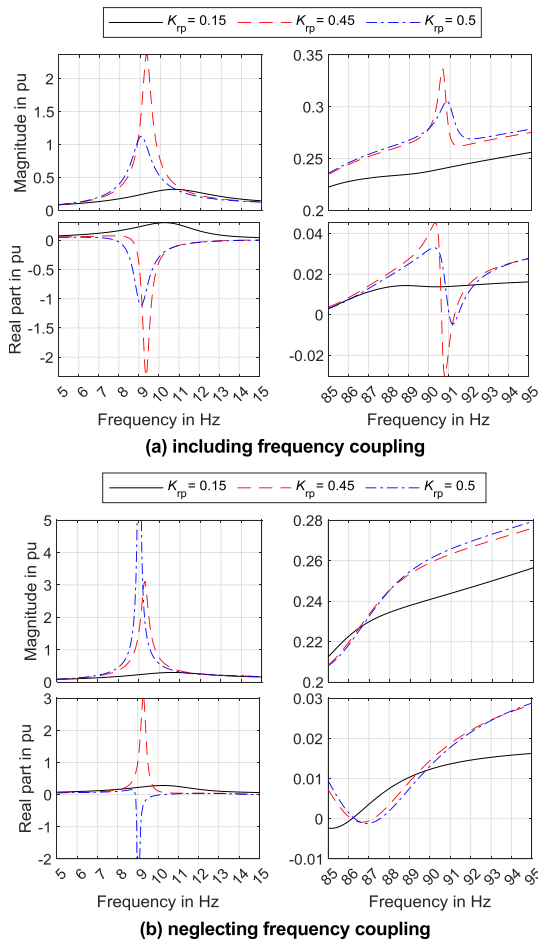 K_rp = 0.15 K_rp = 0.45 K_rp = 0.5
Magnitude in pu
2
1.5
1
0.5
0
0.35
0.3
0.25
0.2
Real part in pu
0
-0.5
-1
-1.5
-2
5 6 7 8 9 10 11 12 13 14 15
Frequency in Hz
0.04
0.02
0
-0.02
85 86 87 88 89 90 91 92 93 94 95
Frequency in Hz
(a) including frequency coupling
K_rp = 0.15 K_rp = 0.45 K_rp = 0.5
Magnitude in pu
5
4
3
2
1
0
0.28
0.26
0.24
0.22
0.2
Real part in pu
3
2
1
0
-1
-2
5 6 7 8 9 10 11 12 13 14 15
Frequency in Hz
0.03
0.02
0.01
0
-0.01
85 86 87 88 89 90 91 92 93 94 95
Frequency in Hz
(b) neglecting frequency coupling